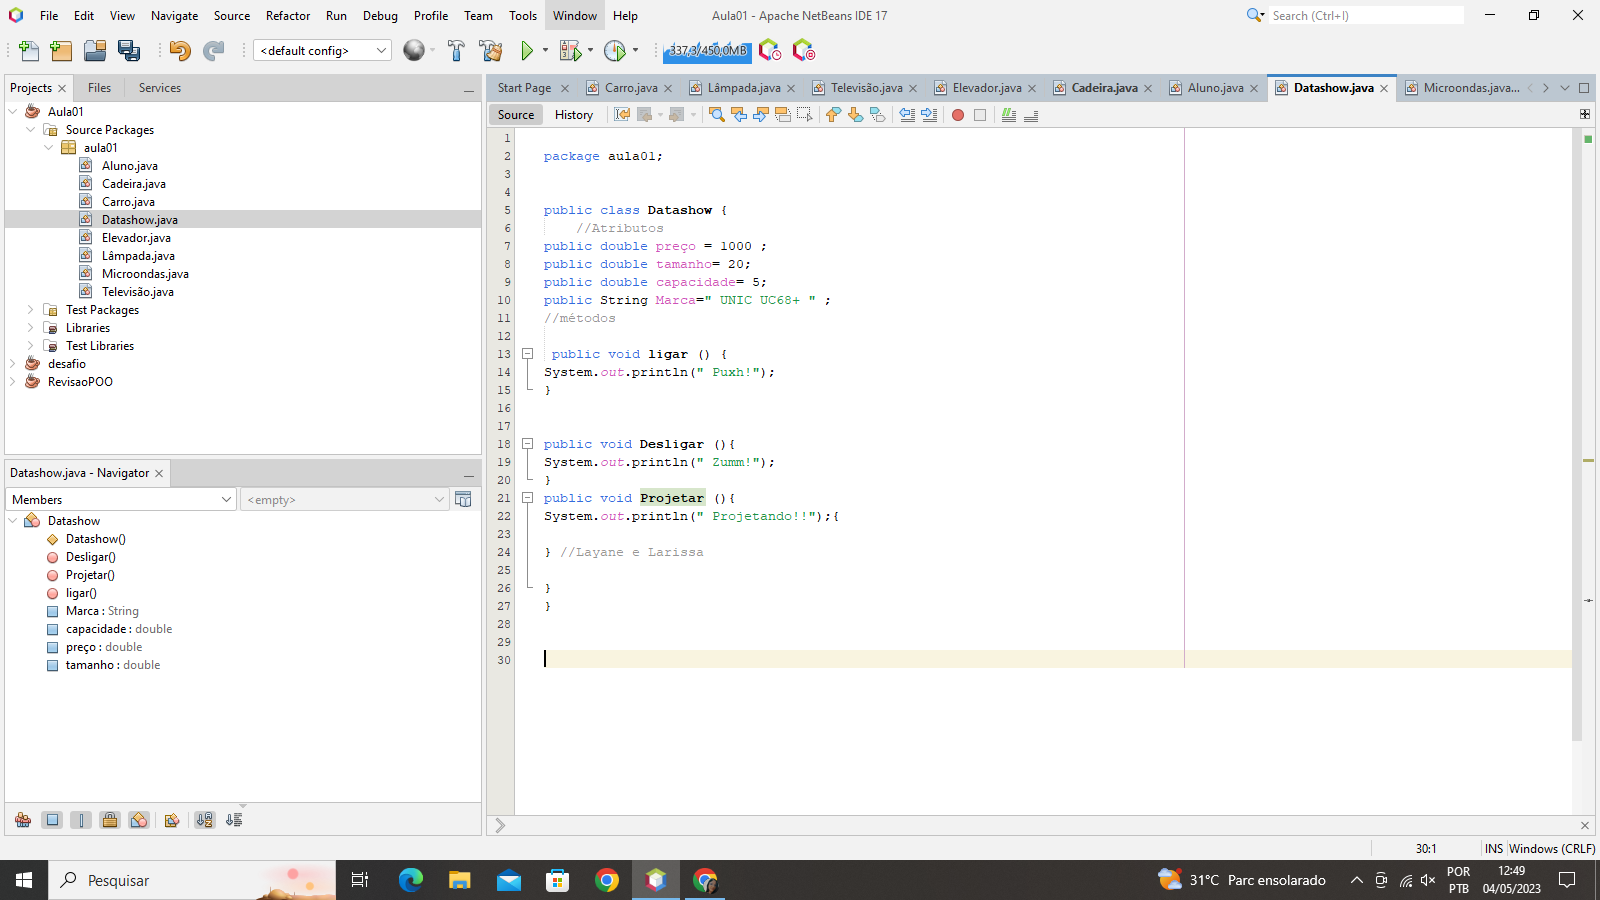 File Edit View Navigate Source Refactor Run Debug Profile Team Tools Window Help
Aula01 - Apache NetBeans IDE 17
Search (Ctrl+I)
<default config>
337,3/450,0MB
Projects Files Services
Start Page Carro.java Lâmpada.java Televisão.java Elevador.java Cadeira.java Aluno.java Datashow.java Microondas.java...
Source History
Aula01
Source Packages
aula01
Aluno.java
Cadeira.java
Carro.java
Datashow.java
Elevador.java
Lâmpada.java
Microondas.java
Televisão.java
Test Packages
Libraries
Test Libraries
desafio
RevisaoPOO
Datashow.java - Navigator
Members <empty>
Datashow
Datashow()
Desligar()
Projetar()
ligar()
Marca : String
capacidade : double
preço : double
tamanho : double
1
2 package aula01;
3
4
5 public class Datashow {
6 //Atributos
7 public double preço = 1000 ;
8 public double tamanho= 20;
9 public double capacidade= 5;
10 public String Marca=" UNIC UC68+ " ;
11 //métodos
12
13 public void ligar () {
14 System.out.println(" Puxh!");
15 }
16
17
18 public void Desligar (){
19 System.out.println(" Zumm!");
20 }
21 public void Projetar (){
22 System.out.println(" Projetando!!");{
23
24 } //Layane e Larissa
25
26 }
27 }
28
29
30
30:1 INS Windows (CRLF)
Pesquisar
31°C Parc ensolarado
POR
PTB
12:49
04/05/2023